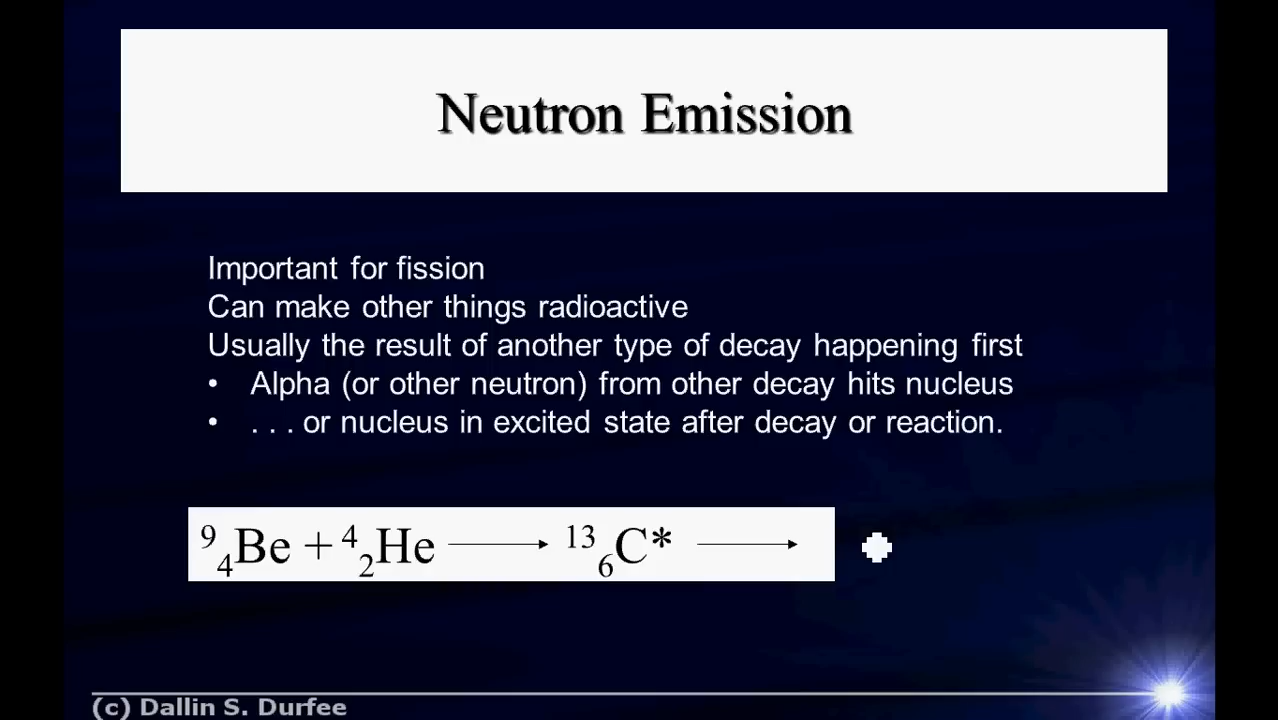 Neutron Emission
Important for fission
Can make other things radioactive
Usually the result of another type of decay happening first
• Alpha (or other neutron) from other decay hits nucleus
• . . . or nucleus in excited state after decay or reaction.
⁹₄Be + ⁴₂He ⟶ ¹³₆C* ⟶
(c) Dallin S. Durfee